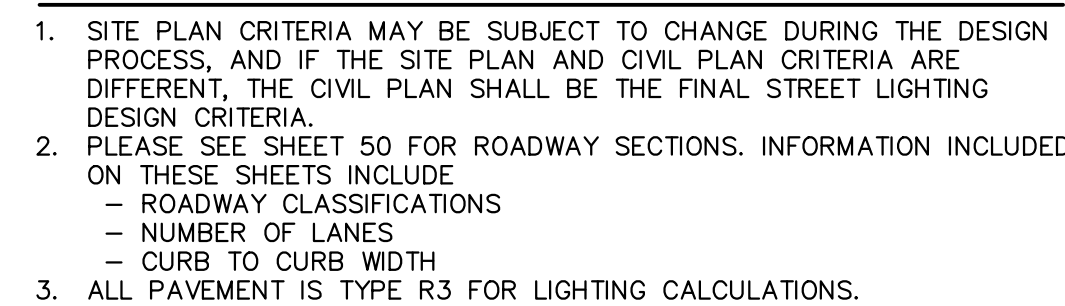 1. SITE PLAN CRITERIA MAY BE SUBJECT TO CHANGE DURING THE DESIGN
PROCESS, AND IF THE SITE PLAN AND CIVIL PLAN CRITERIA ARE
DIFFERENT, THE CIVIL PLAN SHALL BE THE FINAL STREET LIGHTING
DESIGN CRITERIA.
2. PLEASE SEE SHEET 50 FOR ROADWAY SECTIONS. INFORMATION INCLUDED
ON THESE SHEETS INCLUDE
– ROADWAY CLASSIFICATIONS
– NUMBER OF LANES
– CURB TO CURB WIDTH
3. ALL PAVEMENT IS TYPE R3 FOR LIGHTING CALCULATIONS.